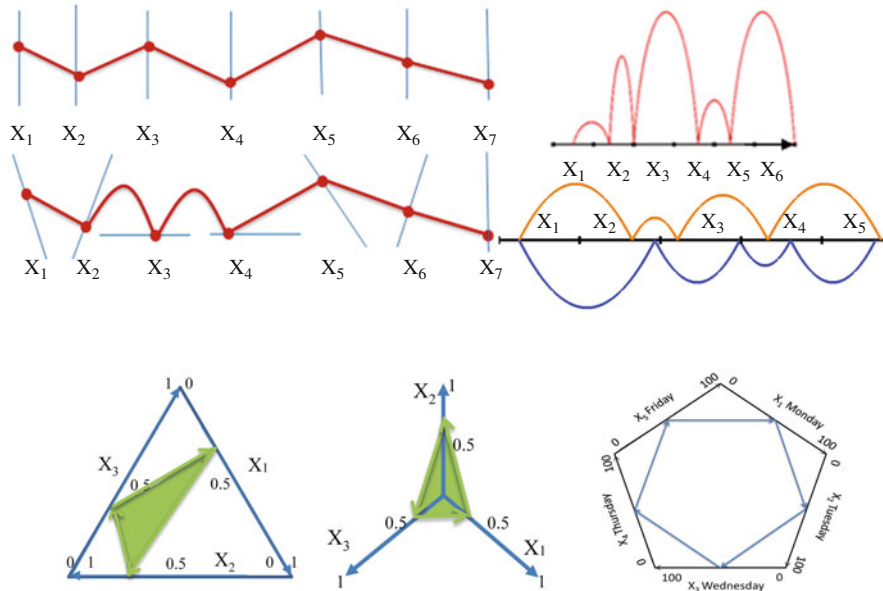 X1 X2 X3 X4 X5 X6 X7
X1 X2 X3 X4 X5 X6 X7
X1 X2 X3 X4 X5 X6
X1 X2 X3 X4 X5
1 0
X3 X1
0.5 0.5
0 1 0.5 X2 0 1
X2 1
0.5
0.5 0.5
X3 X1
1 1
100 0
X5 Friday X1 Monday
0 100
100 0
X4 Thursday X2 Tuesday
0 100
100 0
X3 Wednesday